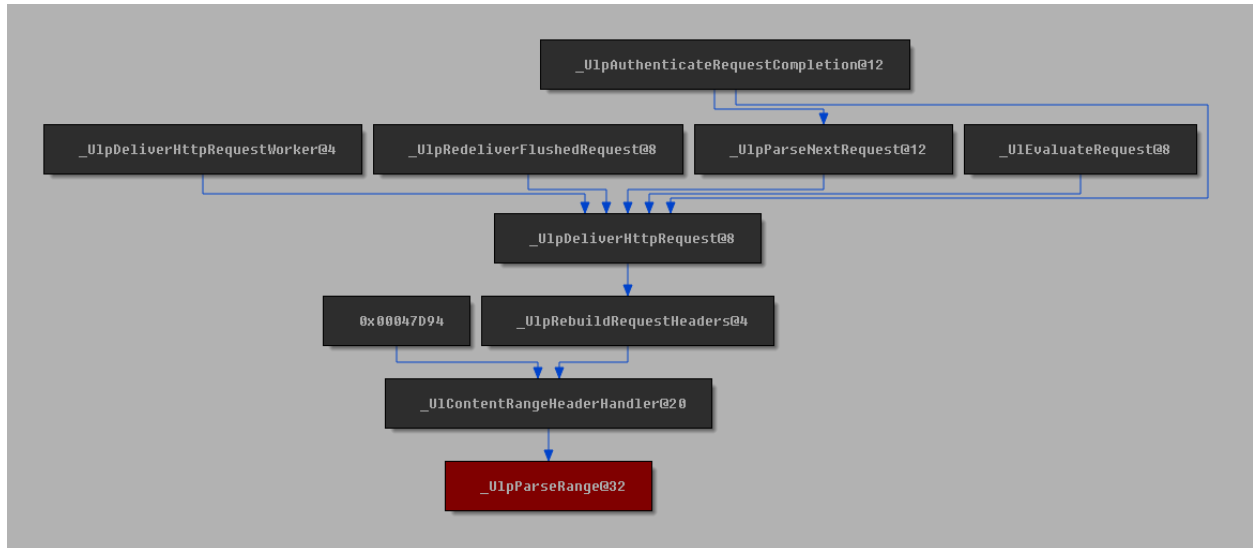 _UlpAuthenticateRequestCompletion@12
_UlpDeliverHttpRequestWorker@4
_UlpRedeliverFlushedRequest@8
_UlpParseNextRequest@12
_UlEvaluateRequest@8
_UlpDeliverHttpRequest@8
0x00047D94
_UlpRebuildRequestHeaders@4
_UlContentRangeHeaderHandler@20
_UlpParseRange@32